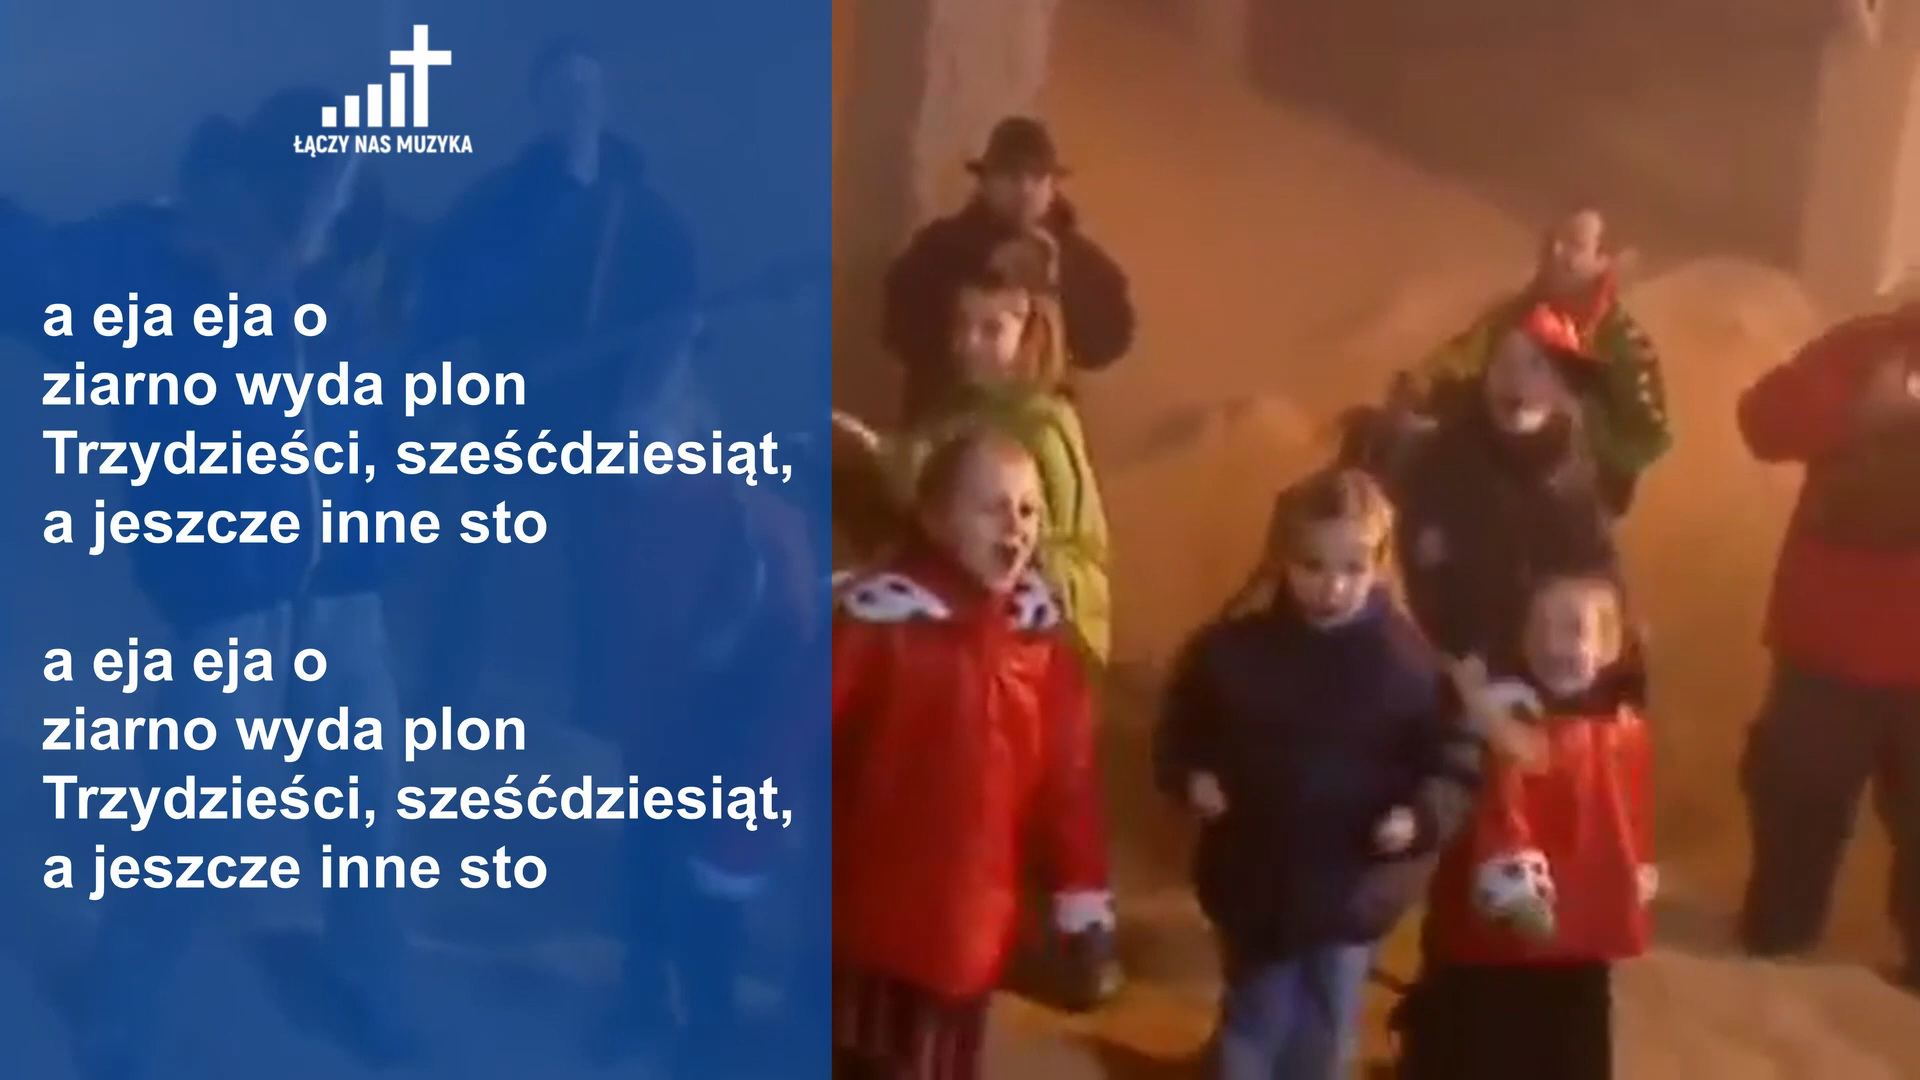 ŁĄCZY NAS MUZYKA
a eja eja o
ziarno wyda plon
Trzydzieści, sześćdziesiąt,
a jeszcze inne sto
a eja eja o
ziarno wyda plon
Trzydzieści, sześćdziesiąt,
a jeszcze inne sto